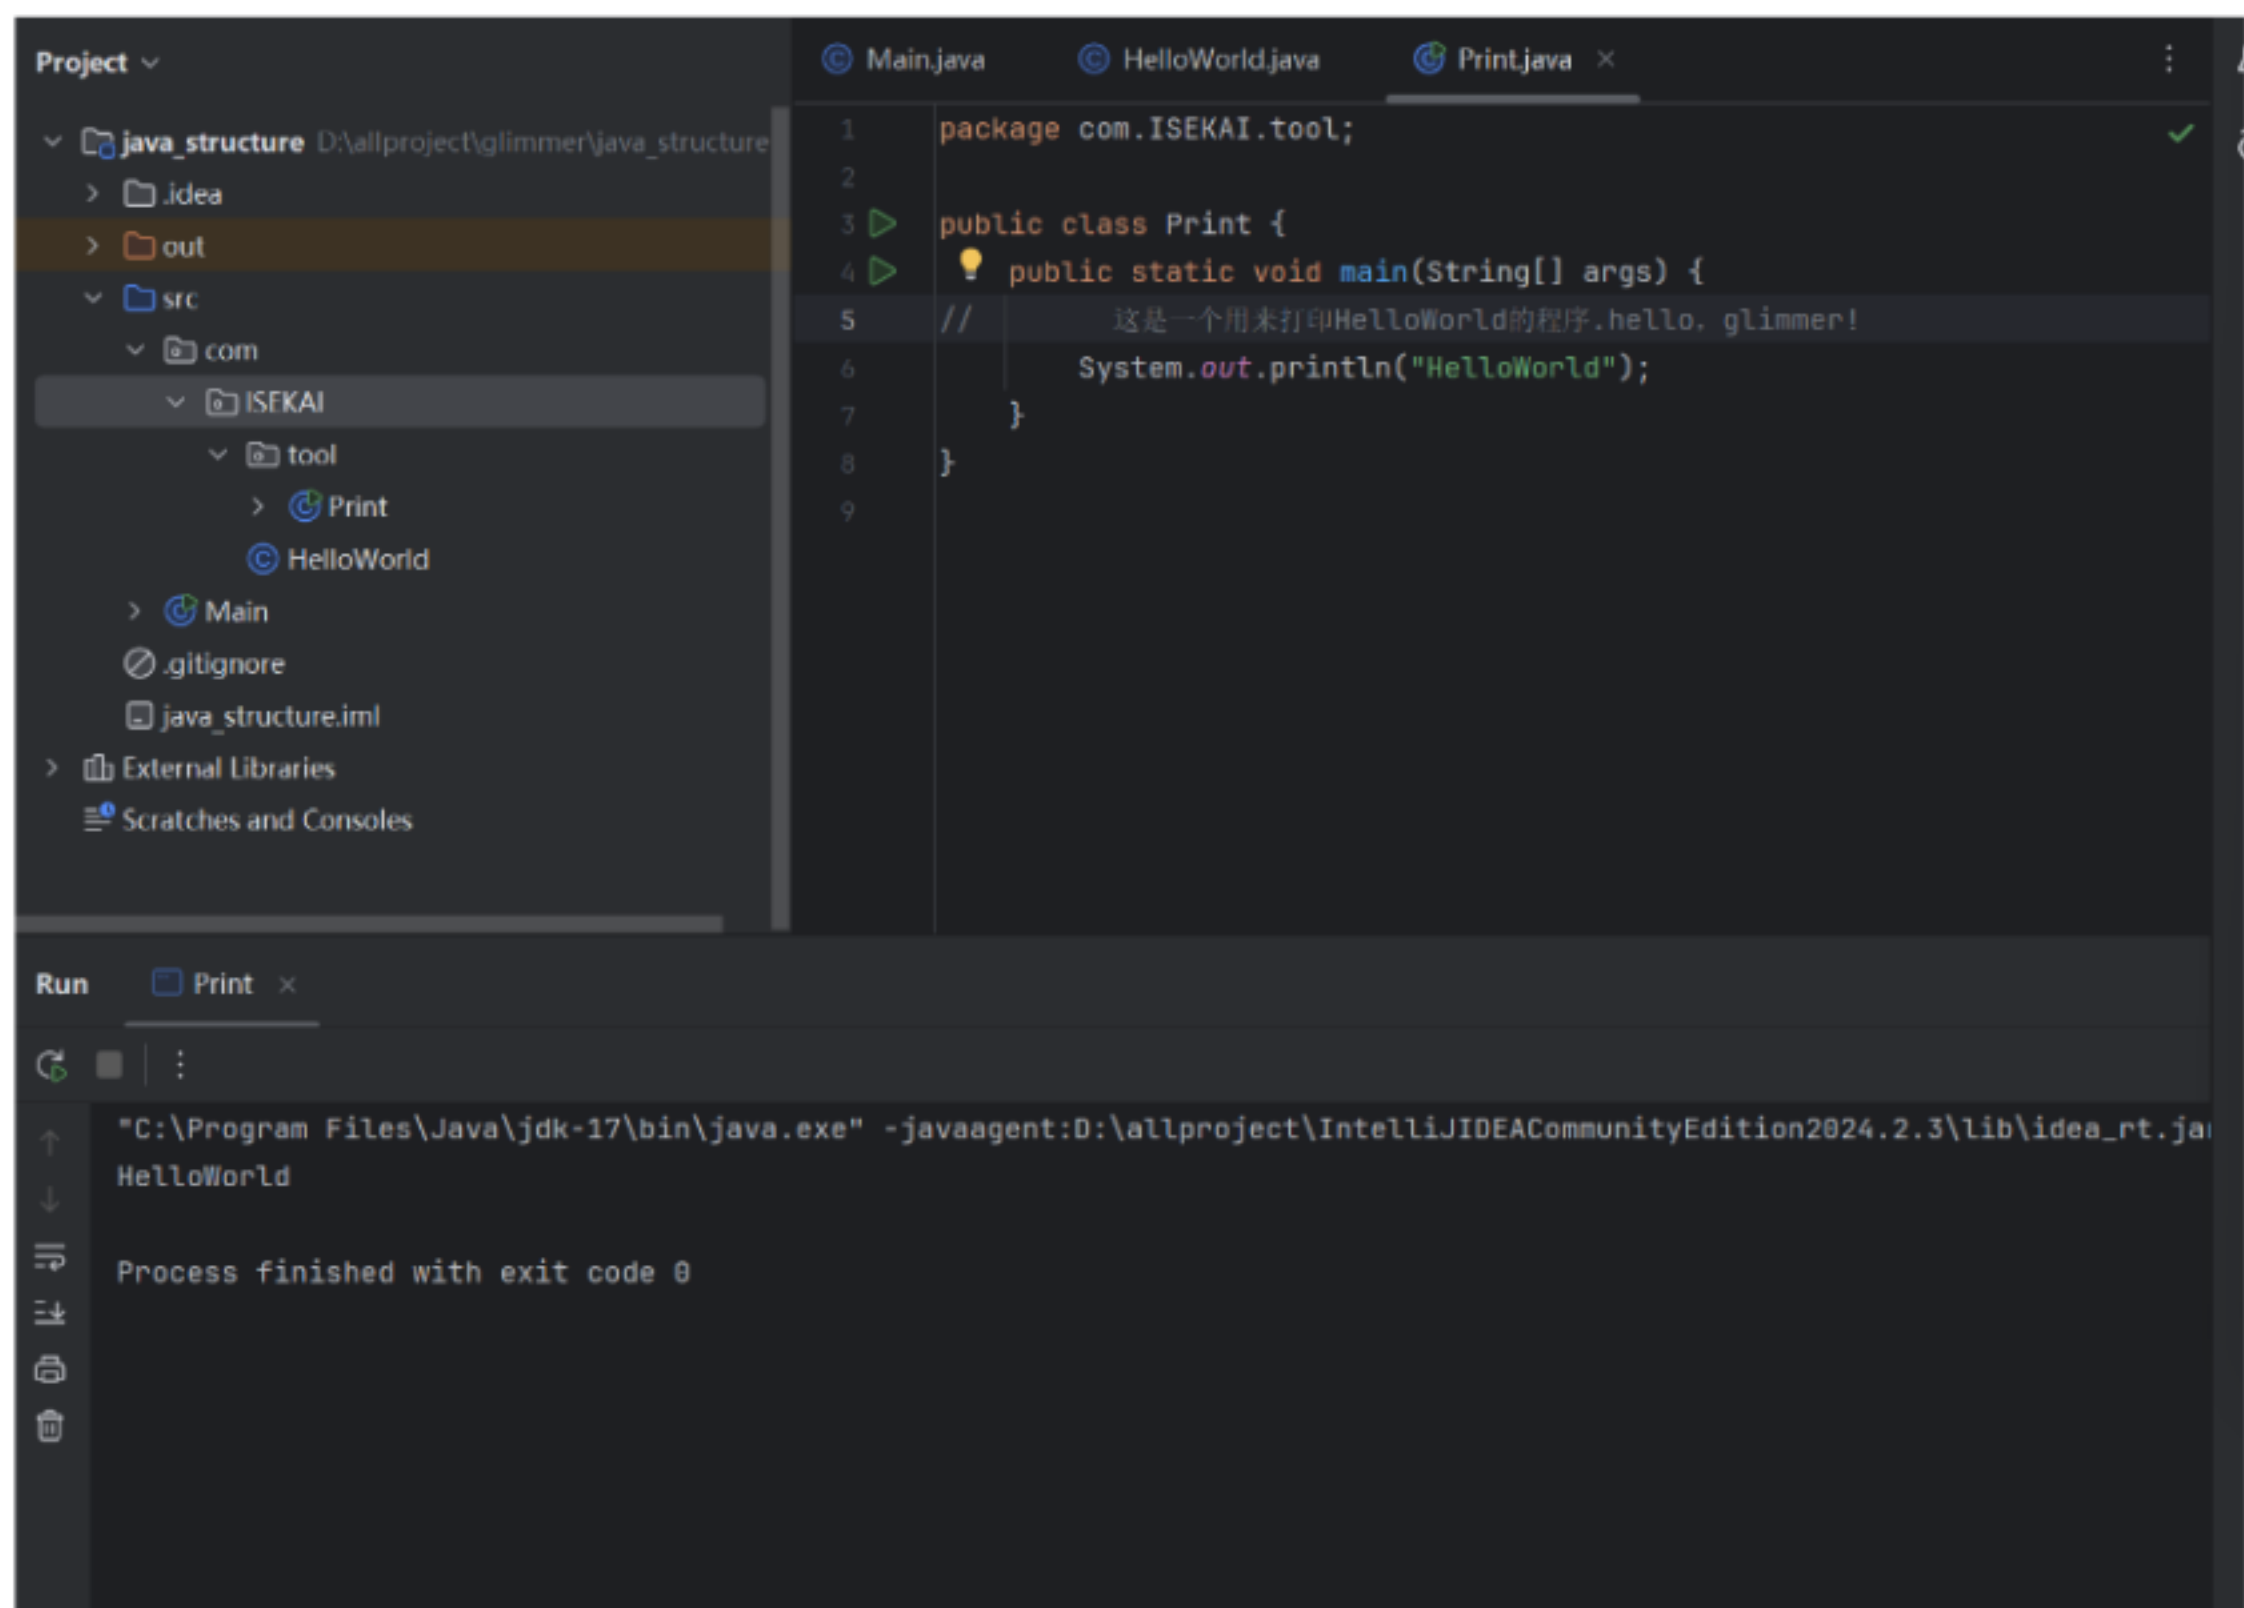 Project
java_structure D:\allproject\glimmer\java_structure
.idea
out
src
com
ISEKAI
tool
Print
HelloWorld
Main
.gitignore
java_structure.iml
External Libraries
Scratches and Consoles
Main.java HelloWorld.java Print.java
1 package com.ISEKAI.tool;
2
3 public class Print {
4 public static void main(String[] args) {
5 // 这是一个用来打印HelloWorld的程序.hello，glimmer!
6 System.out.println("HelloWorld");
7 }
8 }
9
Run Print
"C:\Program Files\Java\jdk-17\bin\java.exe" -javaagent:D:\allproject\IntelliJIDEACommunityEdition2024.2.3\lib\idea_rt.ja
HelloWorld
Process finished with exit code 0